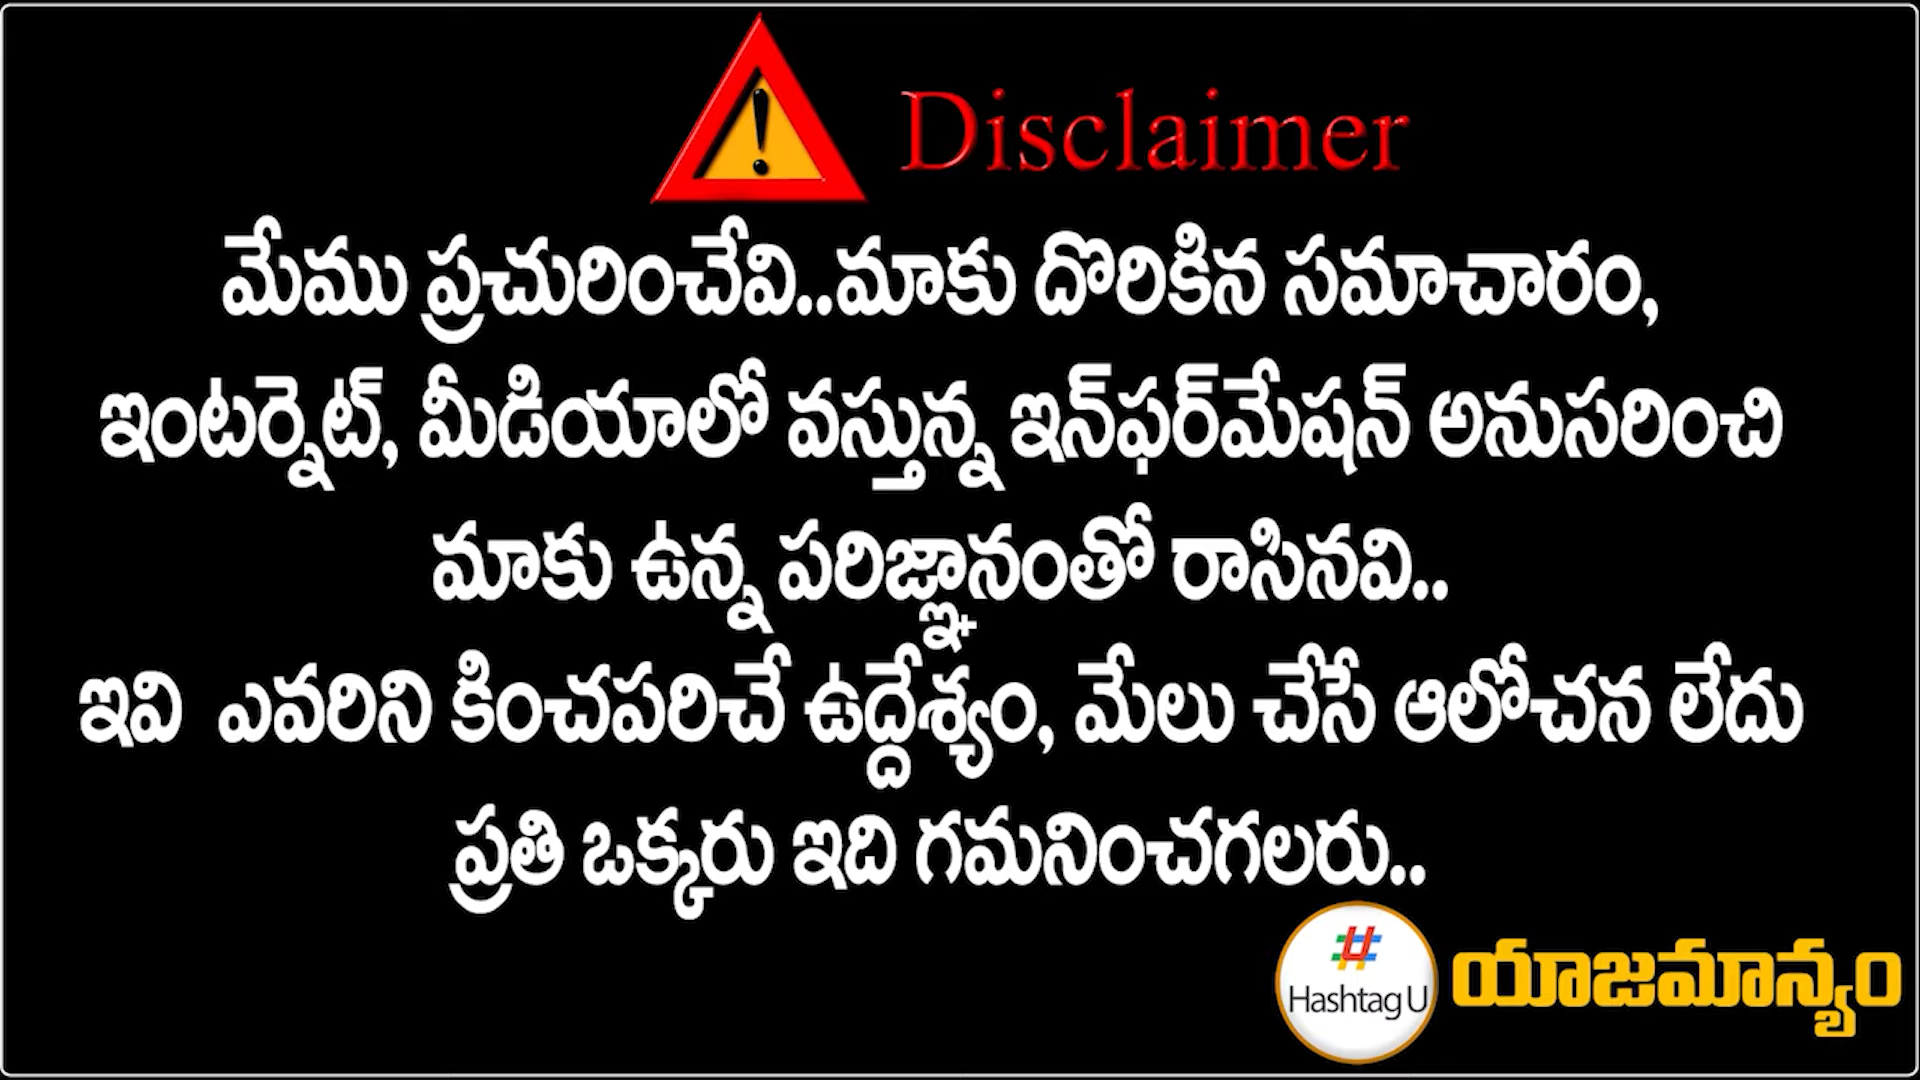 Disclaimer
మేము ప్రచురించేవి..మాకు దొరికిన సమాచారం,
ఇంటర్నెట్, మీడియాలో వస్తున్న ఇన్‌ఫర్‌మేషన్ అనుసరించి
మాకు ఉన్న పరిజ్ఞానంతో రాసినవి..
ఇవి ఎవరిని కించపరిచే ఉద్దేశ్యం, మేలు చేసే ఆలోచన లేదు
ప్రతి ఒక్కరు ఇది గమనించగలరు..
Hashtag U
యాజమాన్యం